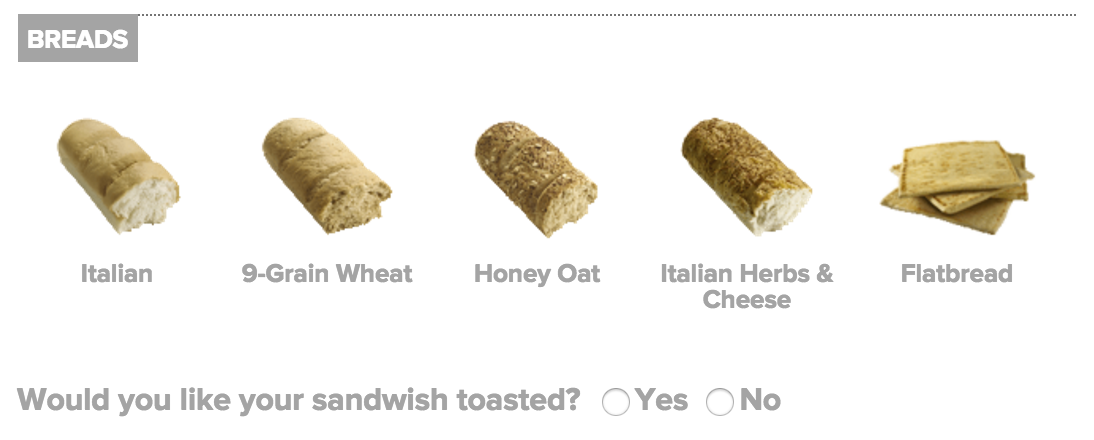 BREADS
Italian
9-Grain Wheat
Honey Oat
Italian Herbs &
Cheese
Flatbread
Would you like your sandwish toasted? Yes No